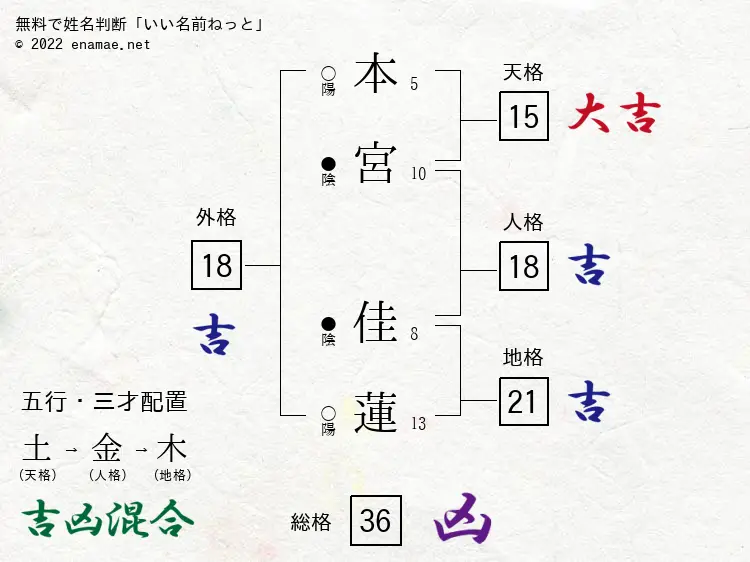 無料で姓名判断「いい名前ねっと」
© 2022 enamae.net
○陽 本 5
●陰 宮 10
●陰 佳 8
○陽 蓮 13
天格
15 大吉
人格
18 吉
地格
21 吉
外格
18
吉
五行・三才配置
土→金→木
(天格) (人格) (地格)
吉凶混合
総格 36 凶